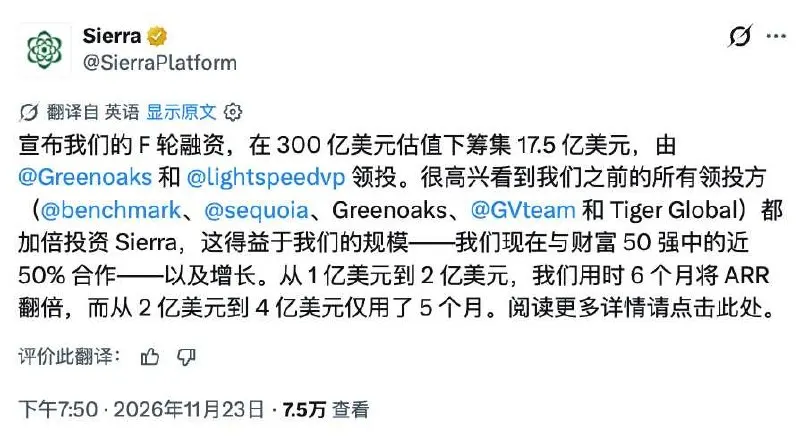 Sierra
@SierraPlatform
翻译自 英语 显示原文
宣布我们的 F 轮融资，在 300 亿美元估值下筹集 17.5 亿美元，由
@Greenoaks 和 @lightspeedvp 领投。很高兴看到我们之前的所有领投方
（@benchmark、@sequoia、Greenoaks、@GVteam 和 Tiger Global）都
加倍投资 Sierra，这得益于我们的规模——我们现在与财富 50 强中的近
50% 合作——以及增长。从 1 亿美元到 2 亿美元，我们用时 6 个月将 ARR
翻倍，而从 2 亿美元到 4 亿美元仅用了 5 个月。阅读更多详情请点击此处。
评价此翻译：
下午7:50 · 2026年11月23日 · 7.5万 查看